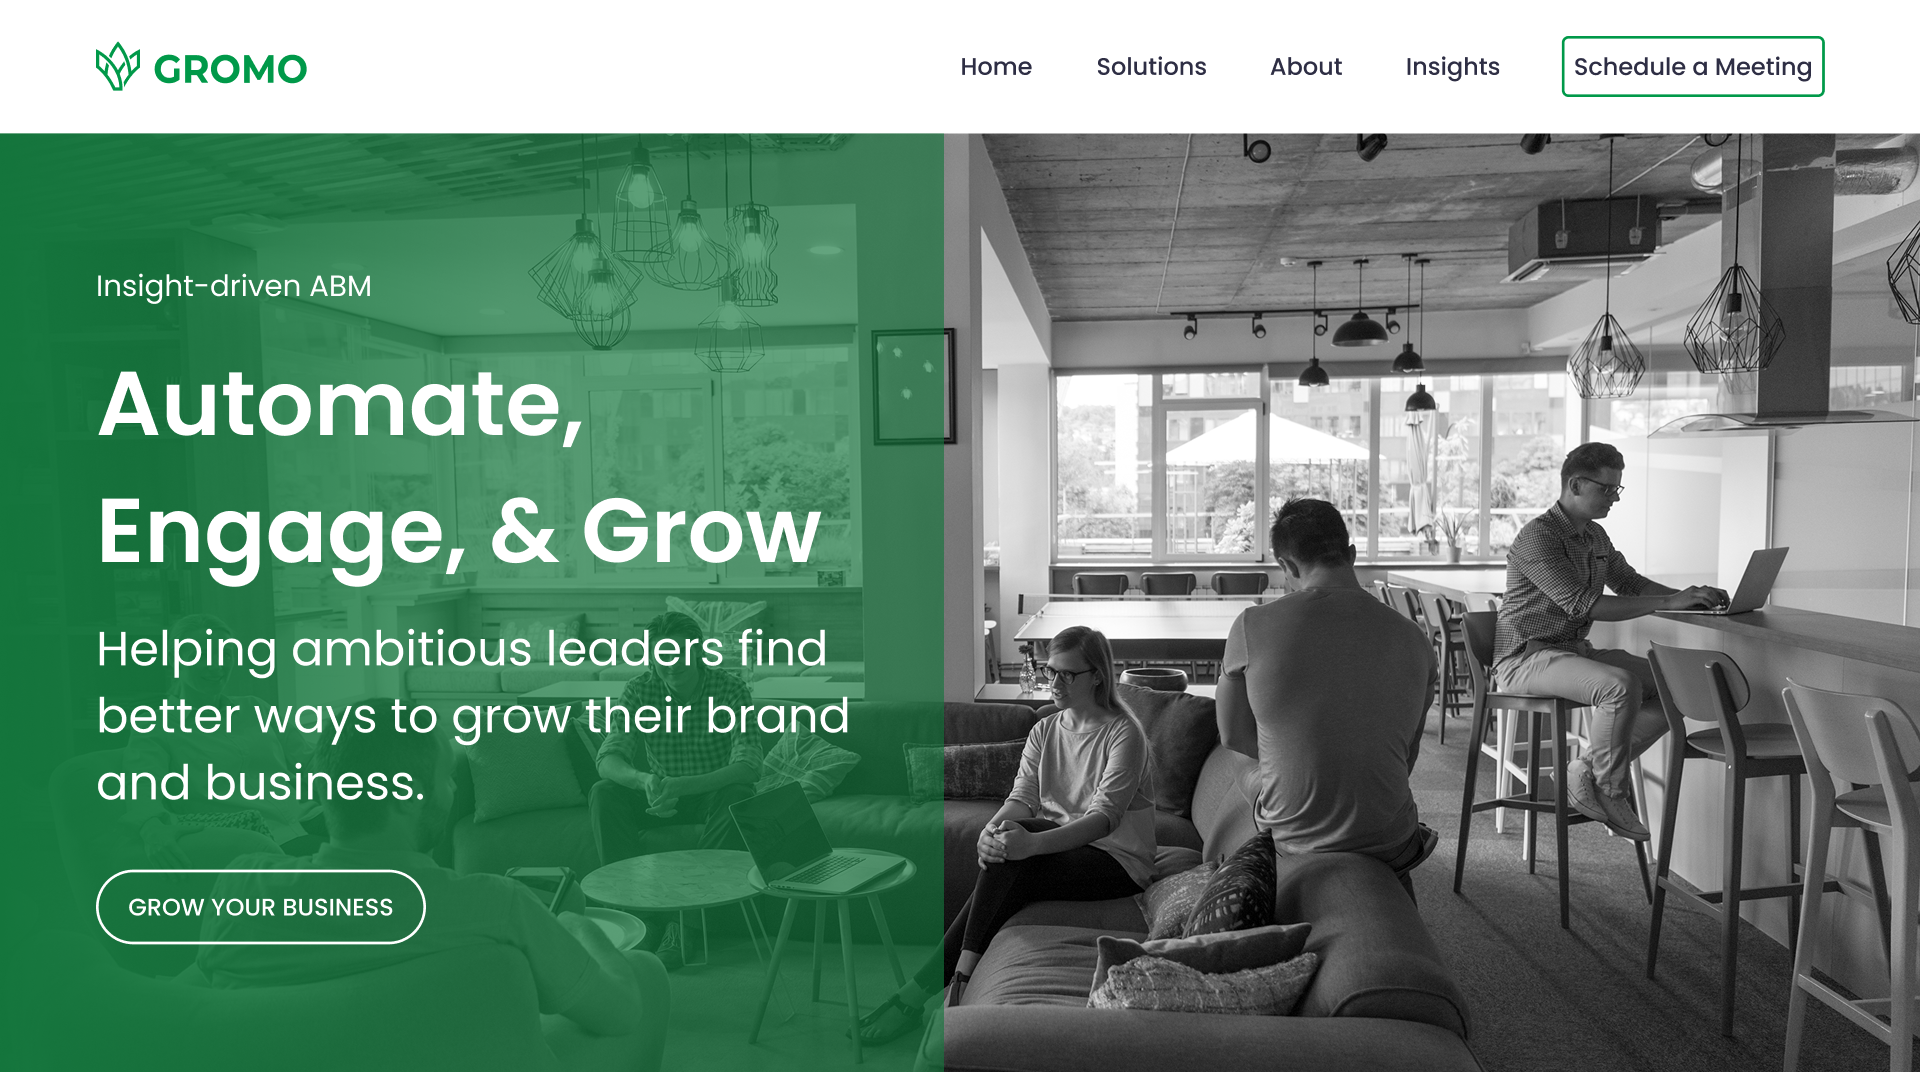 GROMO
Home
Solutions
About
Insights
Schedule a Meeting
Insight-driven ABM
Automate,
Engage, & Grow
Helping ambitious leaders find
better ways to grow their brand
and business.
GROW YOUR BUSINESS